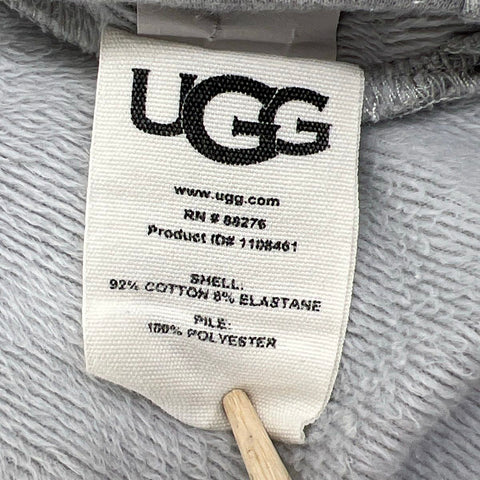 UGG
www.ugg.com
RN # 88276
Product ID# 1108461
SHELL:
92% COTTON 8% ELASTANE
PILE:
100% POLYESTER